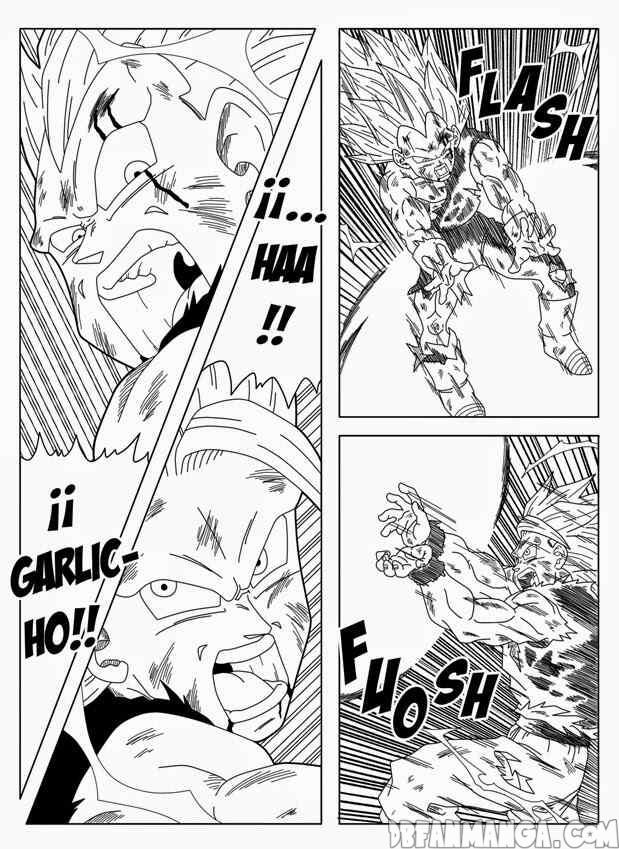 FLASH
FUOSH
¡¡...
HAA
!!
¡¡
GARLIC-
HO!!
DBFANMANGA.COM